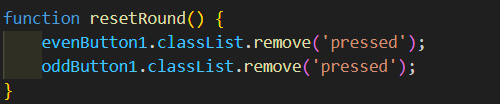 function resetRound() {
    evenButton1.classList.remove('pressed');
    oddButton1.classList.remove('pressed');
}